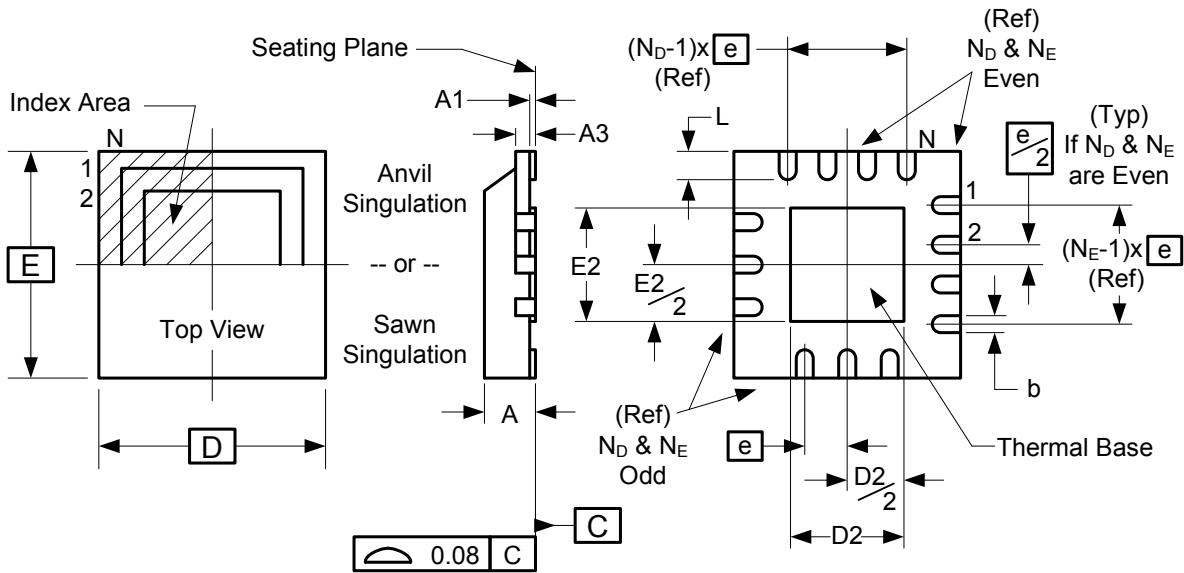 Seating Plane
Index Area
N
1
2
E
Top View
D
A1
A3
Anvil
Singulation
-- or --
Sawn
Singulation
A
C
0.08 C
(N_D-1)x e
(Ref)
(Ref)
N_D & N_E
Even
L
N
e/2
(Typ)
If N_D & N_E
are Even
1
2
E2
E2/2
(N_E-1)x e
(Ref)
b
(Ref)
N_D & N_E
Odd
e
Thermal Base
D2/2
D2